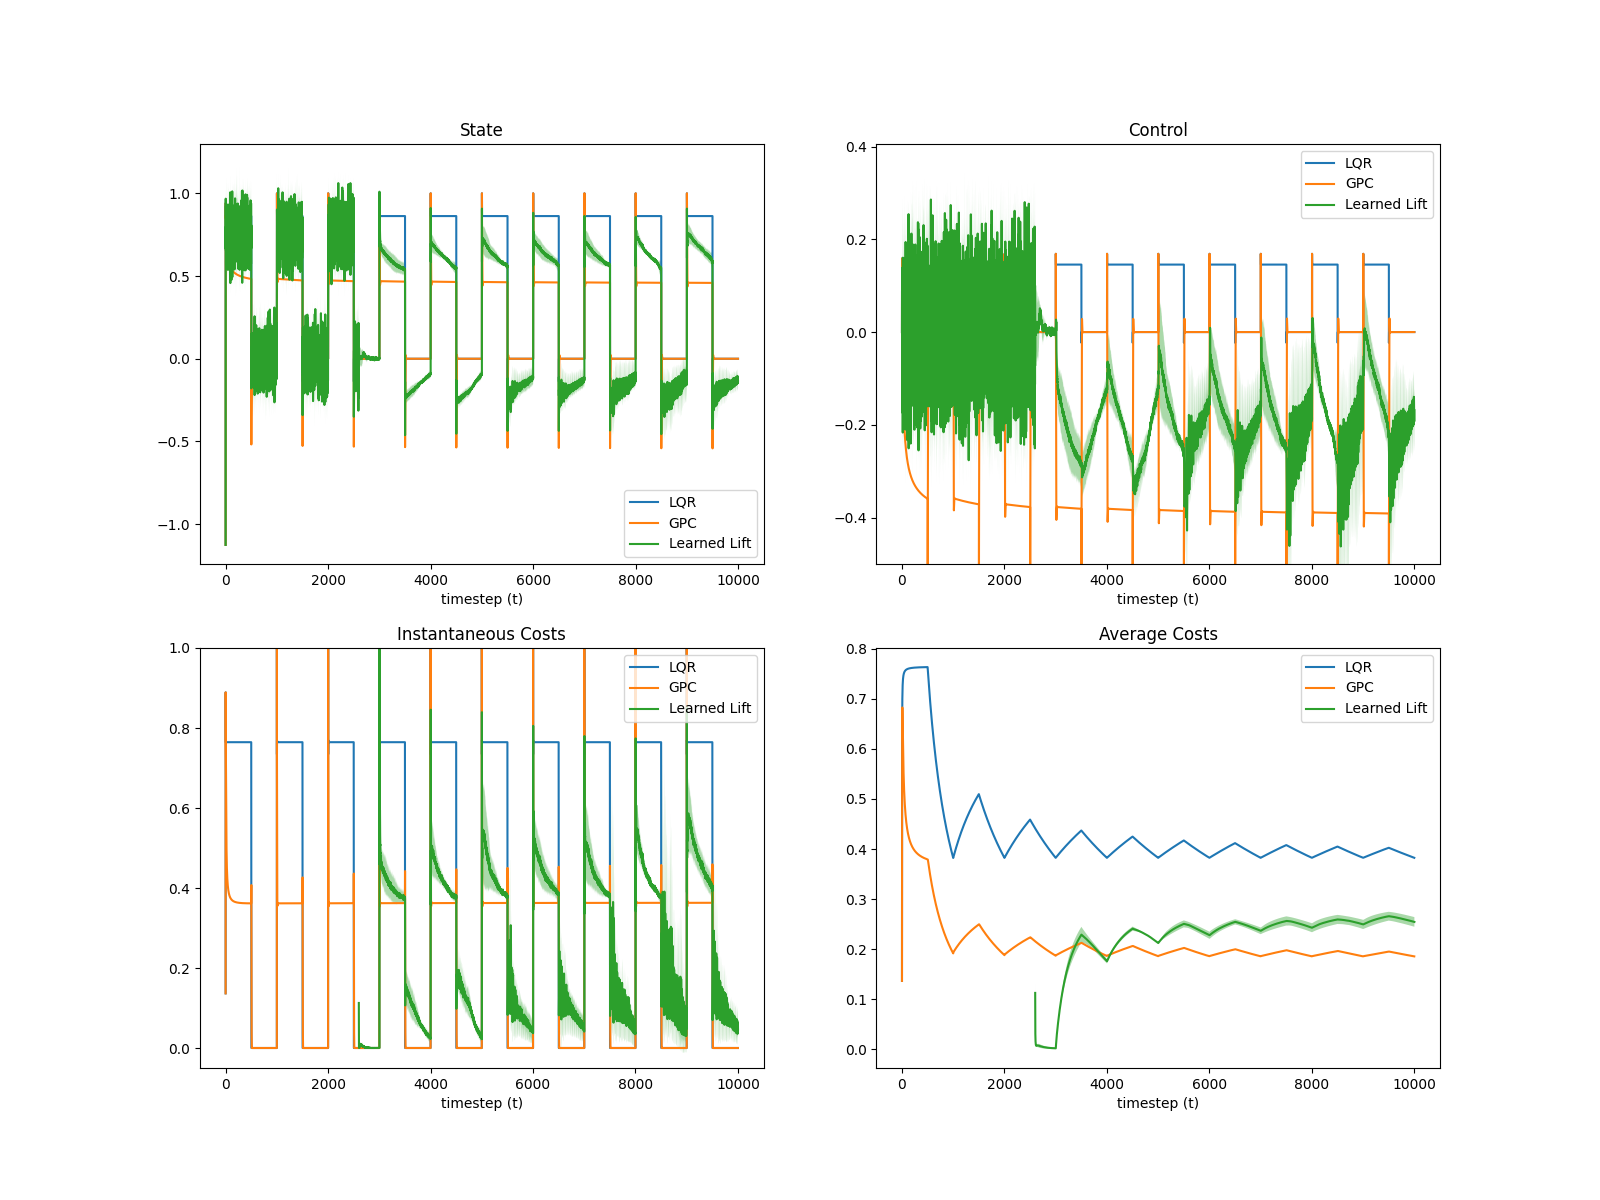 State
1.0
0.5
0.0
−0.5
−1.0
0 2000 4000 6000 8000 10000
timestep (t)
LQR
GPC
Learned Lift
Control
0.4
0.2
0.0
−0.2
−0.4
0 2000 4000 6000 8000 10000
timestep (t)
LQR
GPC
Learned Lift
Instantaneous Costs
1.0
0.8
0.6
0.4
0.2
0.0
0 2000 4000 6000 8000 10000
timestep (t)
LQR
GPC
Learned Lift
Average Costs
0.8
0.7
0.6
0.5
0.4
0.3
0.2
0.1
0.0
0 2000 4000 6000 8000 10000
timestep (t)
LQR
GPC
Learned Lift